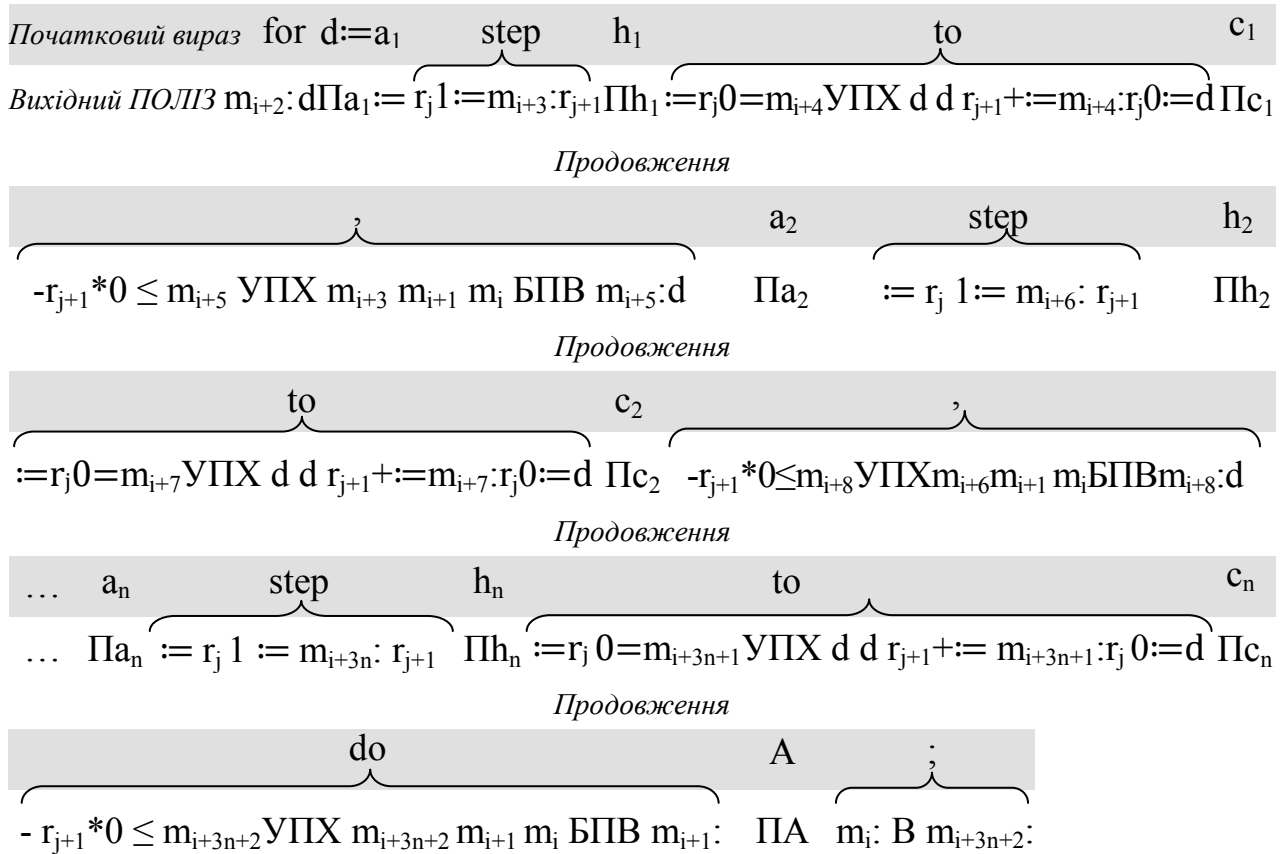 Початковий вираз for d:=a₁ step h₁ to c₁
Вихідний ПОЛІЗ mᵢ₊₂: dПa₁:= rⱼ1:=mᵢ₊₃:rⱼ₊₁Пh₁:=rⱼ0=mᵢ₊₄УПХ d d rⱼ₊₁+:=mᵢ₊₄:rⱼ0:=dПc₁
Продовження
, a₂ step h₂
-rⱼ₊₁*0 ≤ mᵢ₊₅ УПХ mᵢ₊₃ mᵢ₊₁ mᵢ БПВ mᵢ₊₅:d Пa₂ := rⱼ 1:= mᵢ₊₆: rⱼ₊₁ Пh₂
Продовження
to c₂ ,
:=rⱼ0=mᵢ₊₇УПХ d d rⱼ₊₁+:=mᵢ₊₇:rⱼ0:=d Пc₂ -rⱼ₊₁*0≤mᵢ₊₈УПХmᵢ₊₆mᵢ₊₁ mᵢБПВmᵢ₊₈:d
Продовження
… aₙ step hₙ to cₙ
… Пaₙ := rⱼ 1 := mᵢ₊₃ₙ: rⱼ₊₁ Пhₙ :=rⱼ 0=mᵢ₊₃ₙ₊₁УПХ d d rⱼ₊₁+:= mᵢ₊₃ₙ₊₁:rⱼ 0:=d Пcₙ
Продовження
do A ;
- rⱼ₊₁*0 ≤ mᵢ₊₃ₙ₊₂УПХ mᵢ₊₃ₙ₊₂ mᵢ₊₁ mᵢ БПВ mᵢ₊₁: ПА mᵢ: В mᵢ₊₃ₙ₊₂: